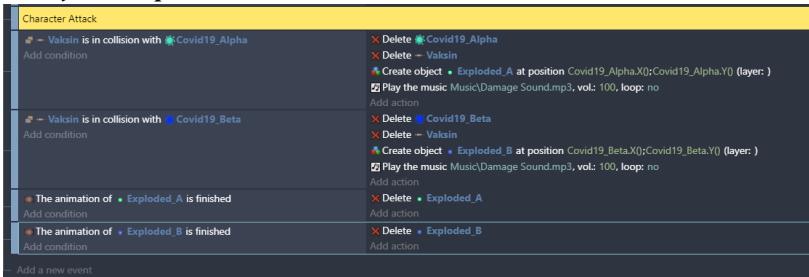 Character Attack
Vaksin is in collision with Covid19_Alpha
Add condition
Delete Covid19_Alpha
Delete Vaksin
Create object Exploded_A at position Covid19_Alpha.X();Covid19_Alpha.Y() (layer: )
Play the music Music\Damage Sound.mp3, vol.: 100, loop: no
Add action
Vaksin is in collision with Covid19_Beta
Add condition
Delete Covid19_Beta
Delete Vaksin
Create object Exploded_B at position Covid19_Beta.X();Covid19_Beta.Y() (layer: )
Play the music Music\Damage Sound.mp3, vol.: 100, loop: no
Add action
The animation of Exploded_A is finished
Add condition
Delete Exploded_A
Add action
The animation of Exploded_B is finished
Add condition
Delete Exploded_B
Add action
Add a new event